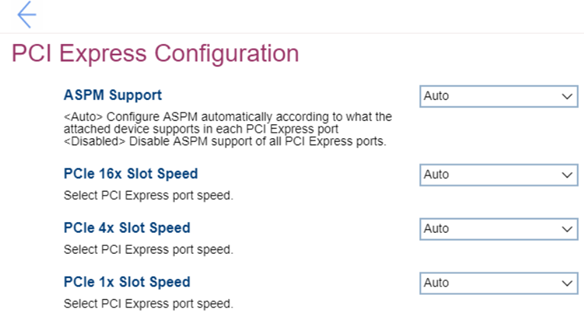 PCI Express Configuration
ASPM Support
Auto
<Auto> Configure ASPM automatically according to what the
attached device supports in each PCI Express port
<Disabled> Disable ASPM support of all PCI Express ports.
PCIe 16x Slot Speed
Auto
Select PCI Express port speed.
PCIe 4x Slot Speed
Auto
Select PCI Express port speed.
PCIe 1x Slot Speed
Auto
Select PCI Express port speed.